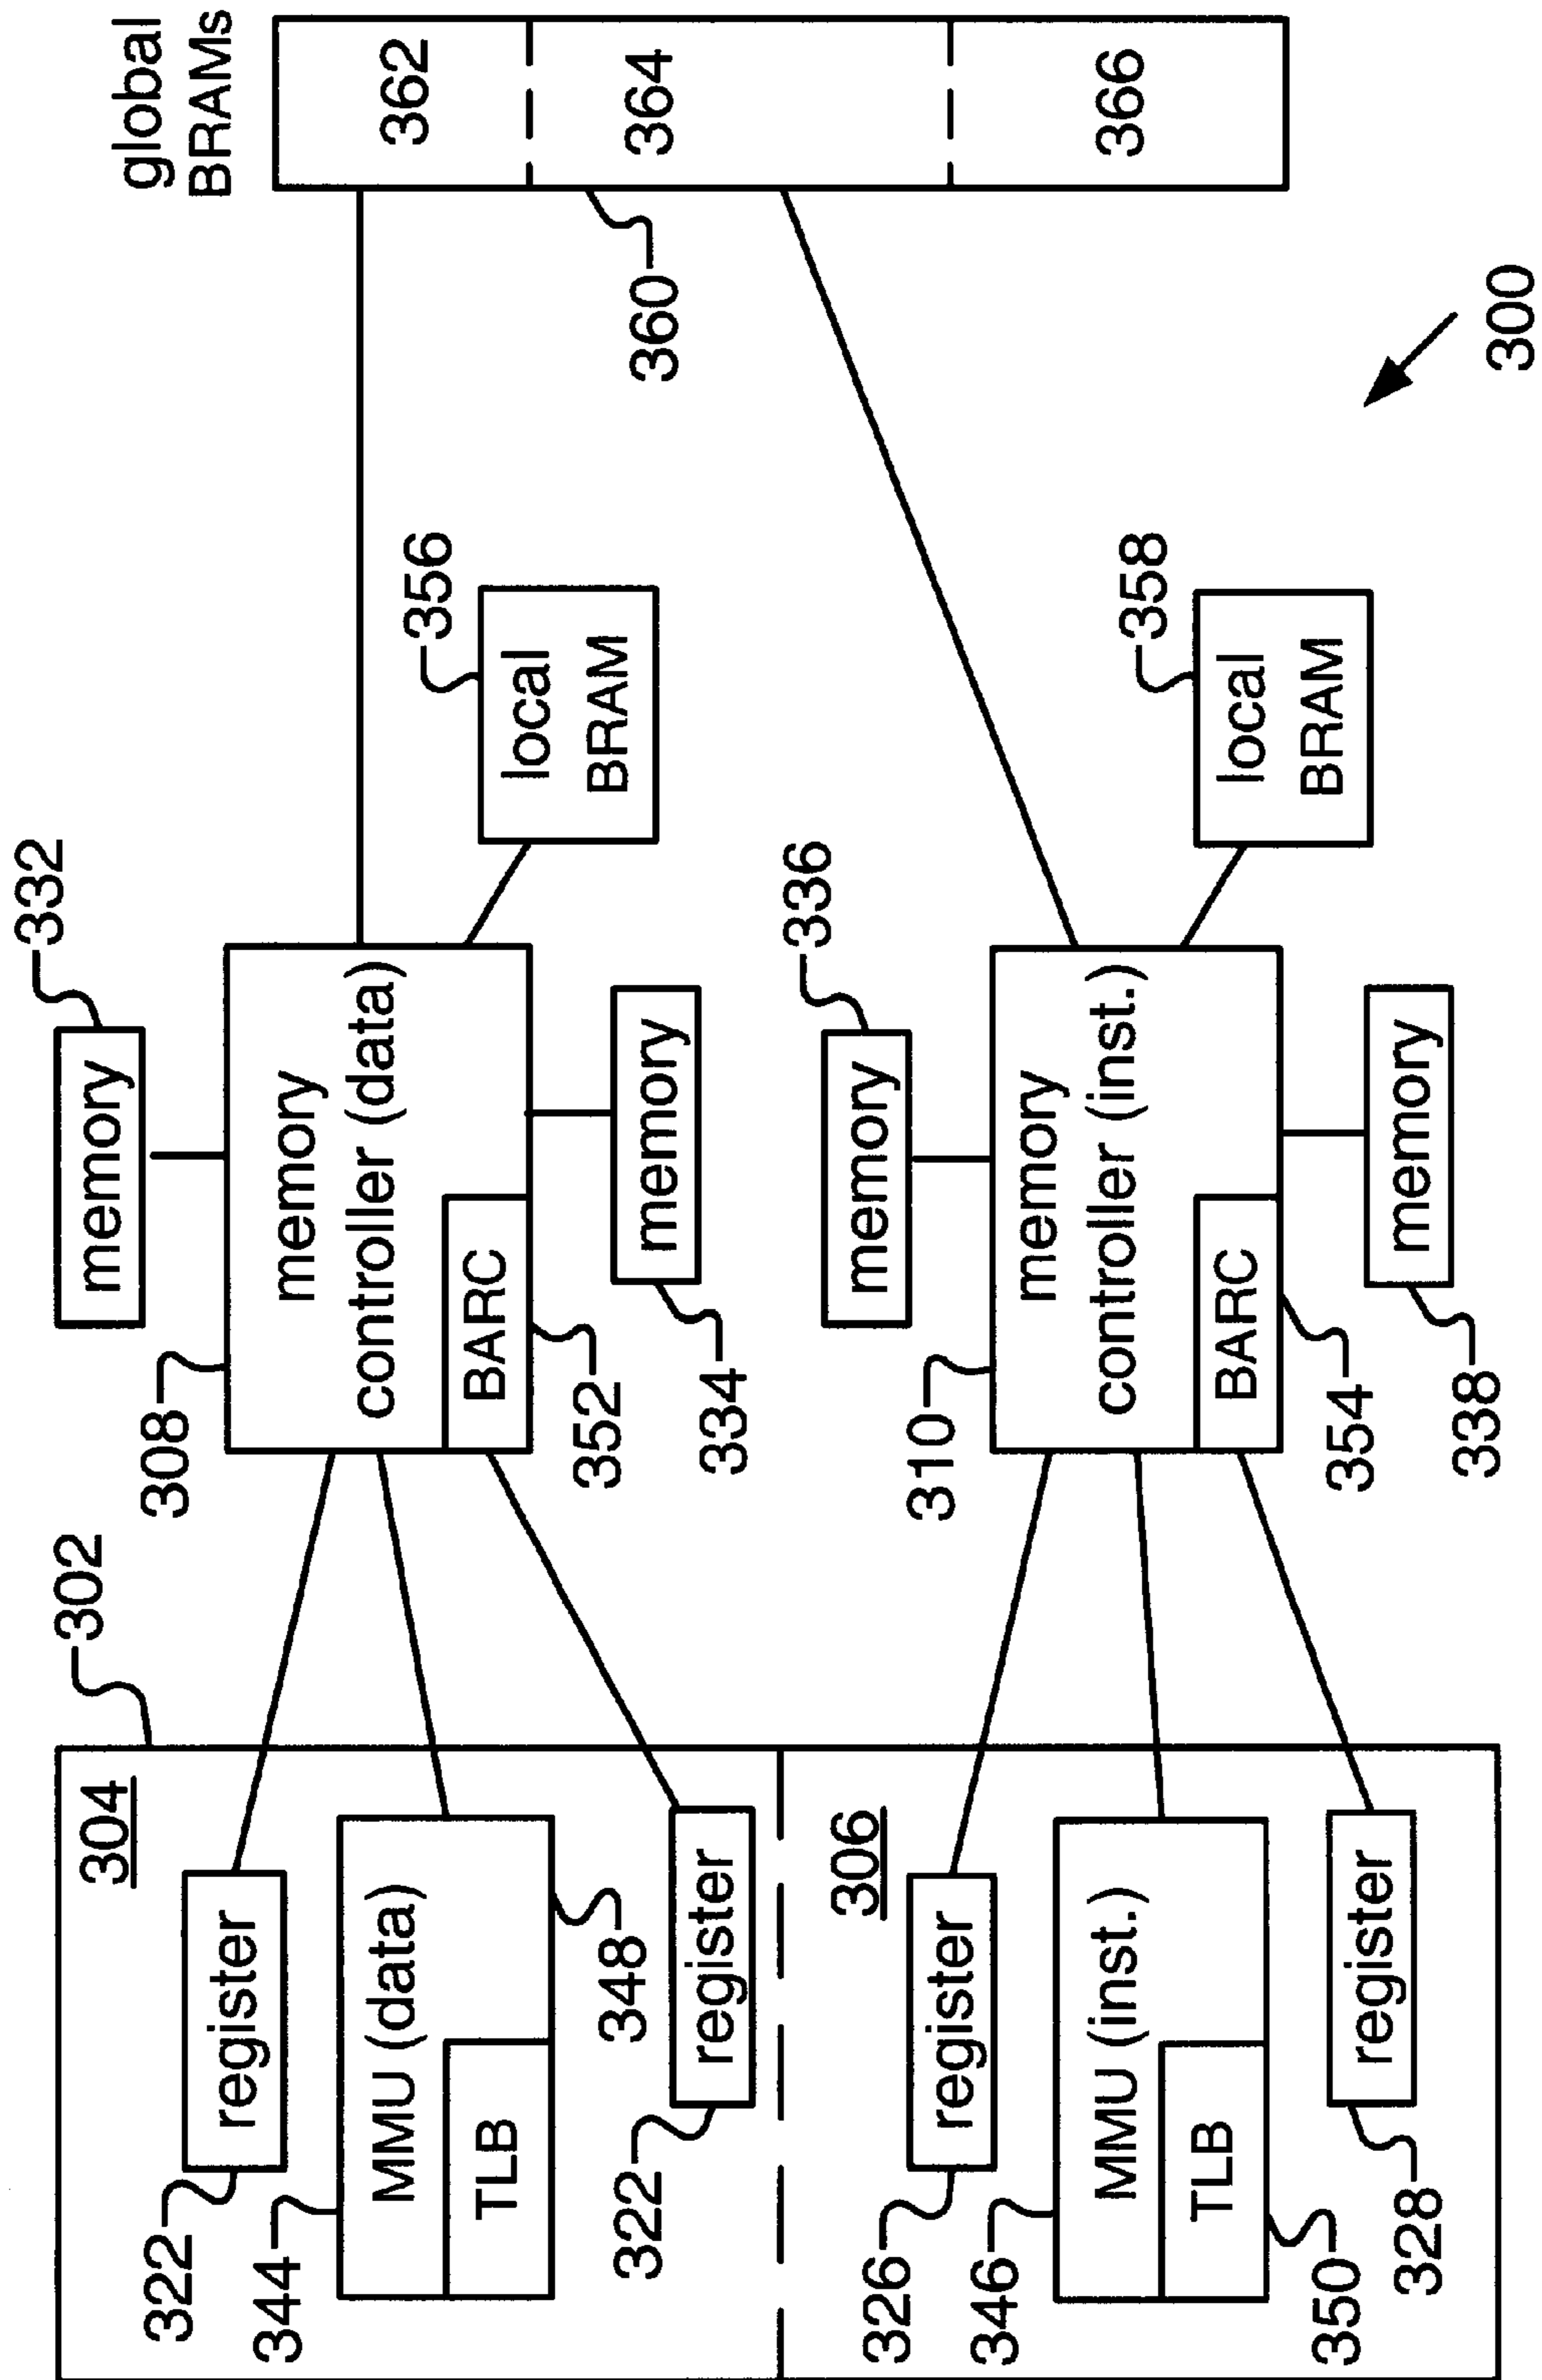 302
304
322
register
344
MMU (data)
TLB
348
322
register
306
326
register
346
MMU (inst.)
TLB
350
328
register
332
memory
308
memory
controller (data)
BARC
352
memory
334
356
local
BRAM
336
memory
310
memory
controller (inst.)
BARC
354
memory
338
358
local
BRAM
global
BRAMs
362
364
366
360
300